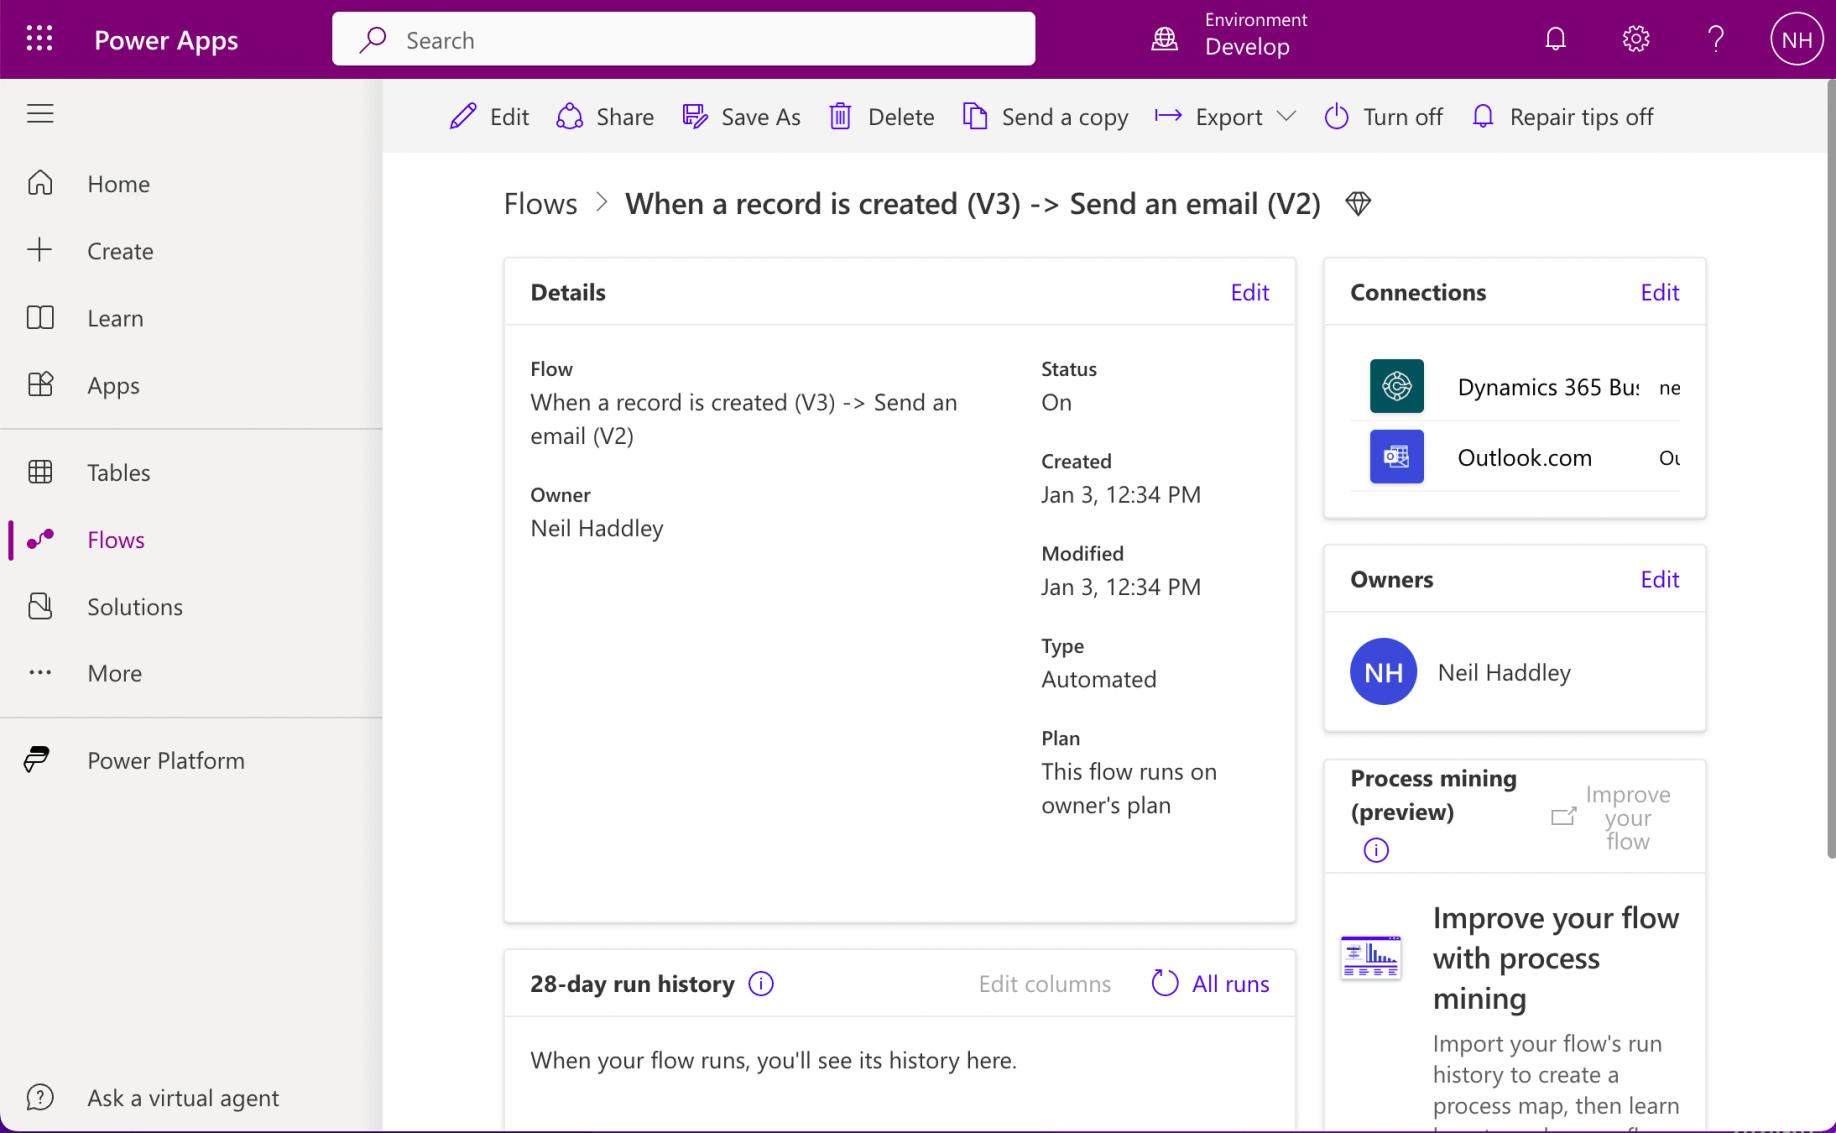 Power Apps
Search
Environment
Develop
NH
Edit
Share
Save As
Delete
Send a copy
Export
Turn off
Repair tips off
Home
Create
Learn
Apps
Tables
Flows
Solutions
More
Power Platform
Ask a virtual agent
Flows > When a record is created (V3) -> Send an email (V2)
Details
Edit
Flow
When a record is created (V3) -> Send an
email (V2)
Owner
Neil Haddley
Status
On
Created
Jan 3, 12:34 PM
Modified
Jan 3, 12:34 PM
Type
Automated
Plan
This flow runs on
owner's plan
28-day run history
Edit columns
All runs
When your flow runs, you'll see its history here.
Connections
Edit
Dynamics 365 Bus
ne
Outlook.com
Ou
Owners
Edit
NH
Neil Haddley
Process mining
(preview)
Improve
your
flow
Improve your flow
with process
mining
Import your flow's run
history to create a
process map, then learn